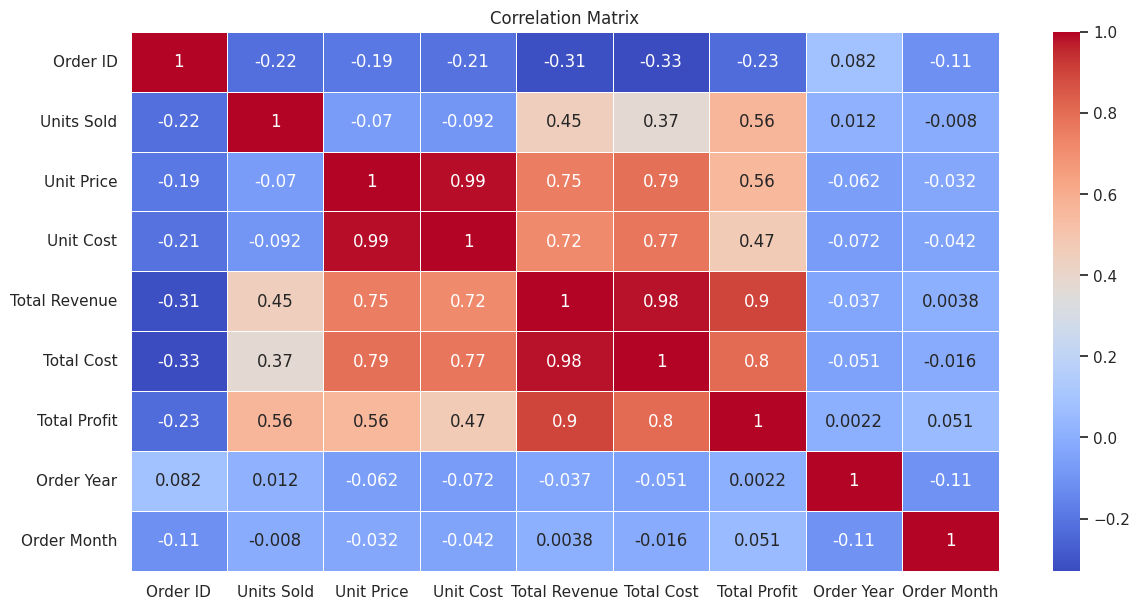 Correlation Matrix
Order ID 1 -0.22 -0.19 -0.21 -0.31 -0.33 -0.23 0.082 -0.11
Units Sold -0.22 1 -0.07 -0.092 0.45 0.37 0.56 0.012 -0.008
Unit Price -0.19 -0.07 1 0.99 0.75 0.79 0.56 -0.062 -0.032
Unit Cost -0.21 -0.092 0.99 1 0.72 0.77 0.47 -0.072 -0.042
Total Revenue -0.31 0.45 0.75 0.72 1 0.98 0.9 -0.037 0.0038
Total Cost -0.33 0.37 0.79 0.77 0.98 1 0.8 -0.051 -0.016
Total Profit -0.23 0.56 0.56 0.47 0.9 0.8 1 0.0022 0.051
Order Year 0.082 0.012 -0.062 -0.072 -0.037 -0.051 0.0022 1 -0.11
Order Month -0.11 -0.008 -0.032 -0.042 0.0038 -0.016 0.051 -0.11 1
Order ID Units Sold Unit Price Unit Cost Total Revenue Total Cost Total Profit Order Year Order Month
1.0
0.8
0.6
0.4
0.2
0.0
−0.2